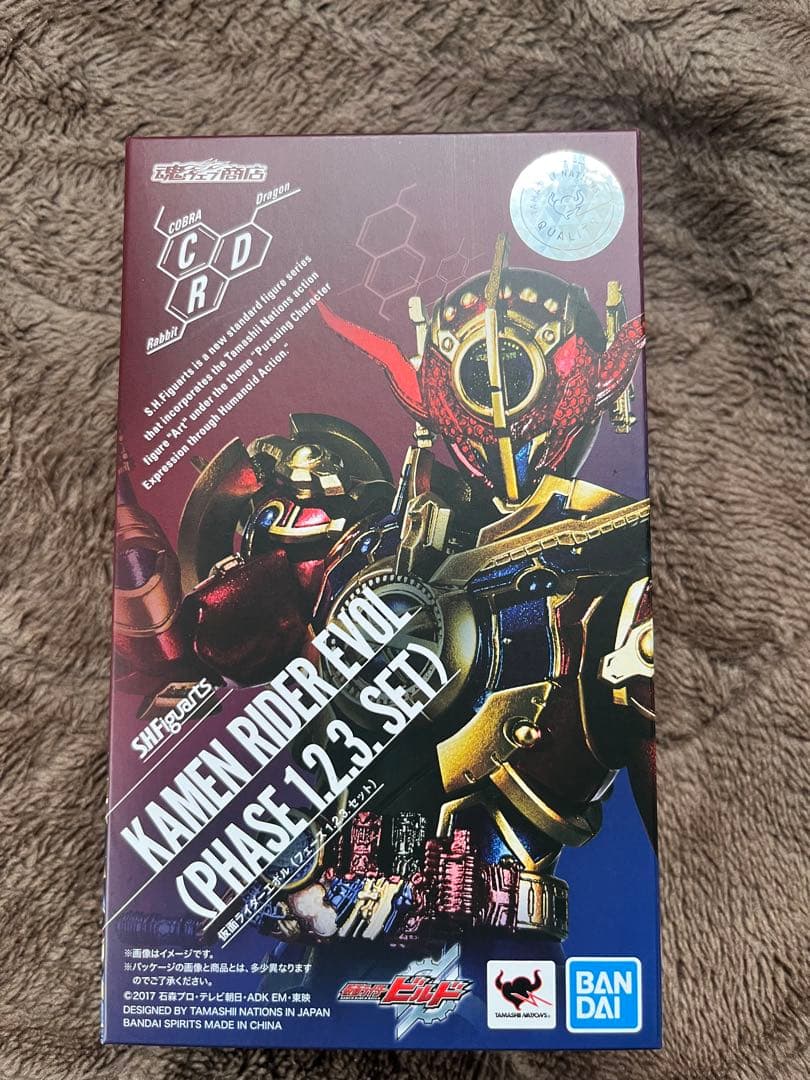 魂ウェブ商店
TAMASHII NATIONS
QUALITY
COBRA
Dragon
C
D
R
Rabbit
S.H.Figuarts is a new standard figure series
that incorporates the Tamashii Nations action
figure "Art" under the theme "Pursuing Character
Expression through Humanoid Action."
S.H.Figuarts
KAMEN RIDER EVOL
(PHASE 1.2.3. SET)
仮面ライダーエボル(フェーズ1.2.3.セット)
※画像はイメージです。
※パッケージの画像と商品とは、多少異なります
のでご了承ください。
©2017 石森プロ・テレビ朝日・ADK EM・東映
DESIGNED BY TAMASHII NATIONS IN JAPAN
BANDAI SPIRITS MADE IN CHINA
仮面ライダー
ビルド
TAMASHII NATIONS
BAN
DAI